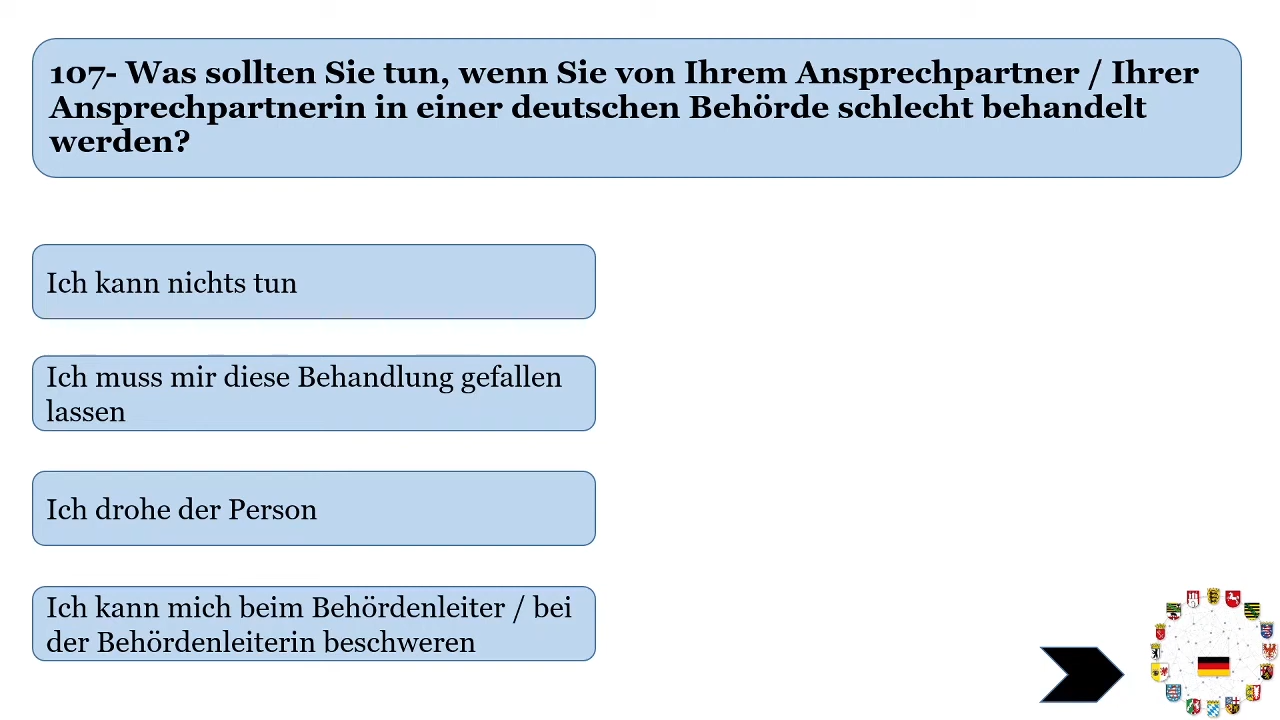 107- Was sollten Sie tun, wenn Sie von Ihrem Ansprechpartner / Ihrer
Ansprechpartnerin in einer deutschen Behörde schlecht behandelt
werden?
Ich kann nichts tun
Ich muss mir diese Behandlung gefallen
lassen
Ich drohe der Person
Ich kann mich beim Behördenleiter / bei
der Behördenleiterin beschweren